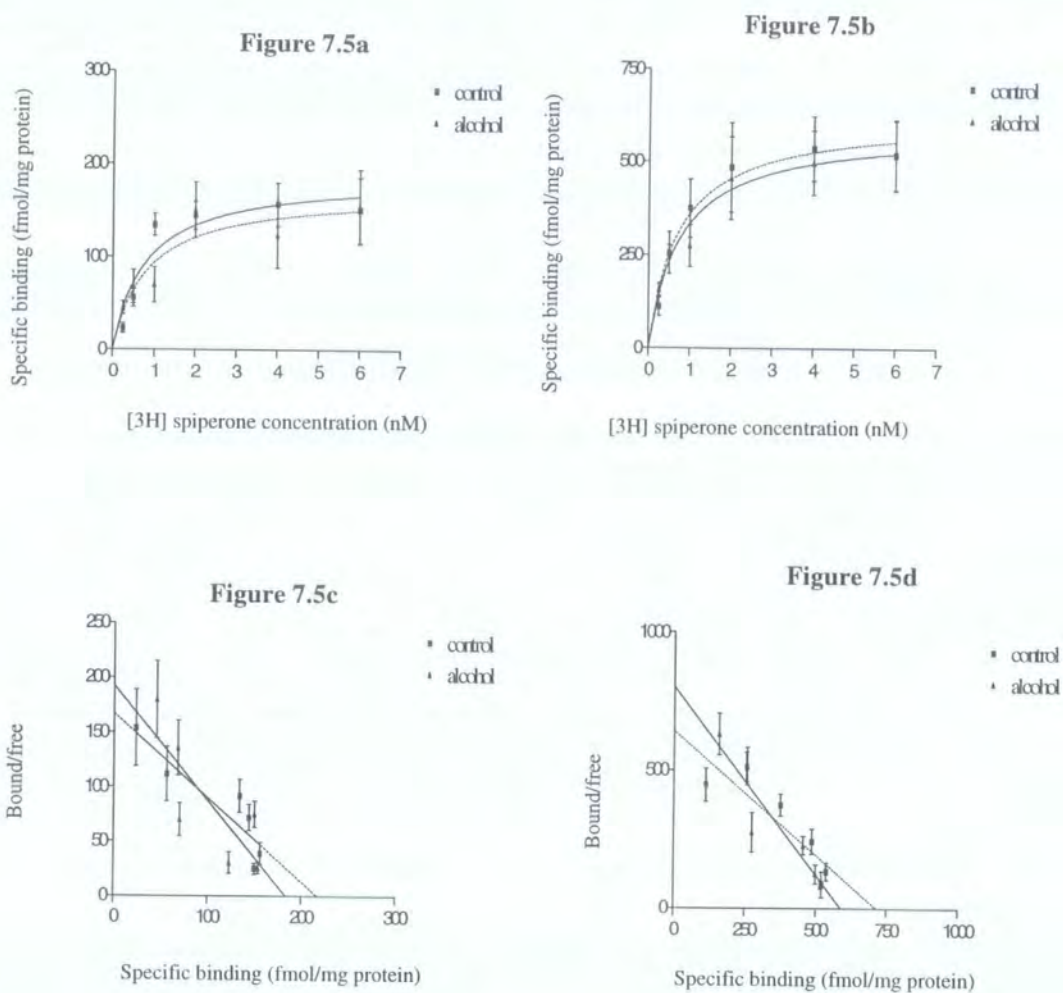 Figure 7.5a
300
200
100
0
Specific binding (fmol/mg protein)
0 1 2 3 4 5 6 7
[3H] spiperone concentration (nM)
control
alcohol
Figure 7.5b
750
500
250
0
Specific binding (fmol/mg protein)
0 1 2 3 4 5 6 7
[3H] spiperone concentration (nM)
control
alcohol
Figure 7.5c
250
200
150
100
50
0
Bound/free
0 100 200 300
Specific binding (fmol/mg protein)
control
alcohol
Figure 7.5d
1000
500
0
Bound/free
0 250 500 750 1000
Specific binding (fmol/mg protein)
control
alcohol